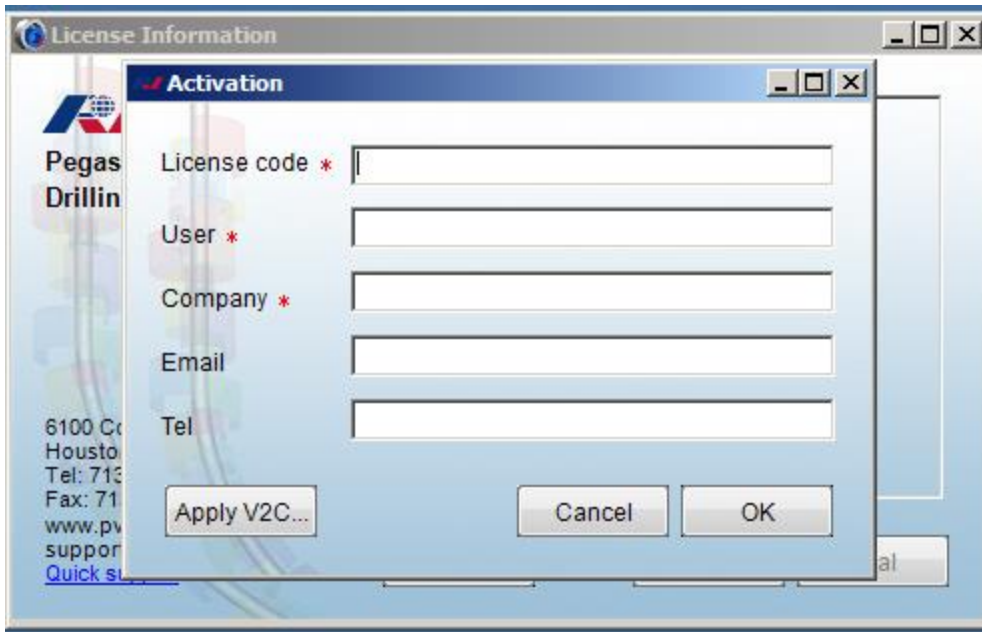 License Information
Activation
Pegas
Drillin
License code *
User *
Company *
Email
Tel
6100 Co
Housto
Tel: 713
Fax: 71
www.pv
suppor
Quick su
Apply V2C...
Cancel
OK
al